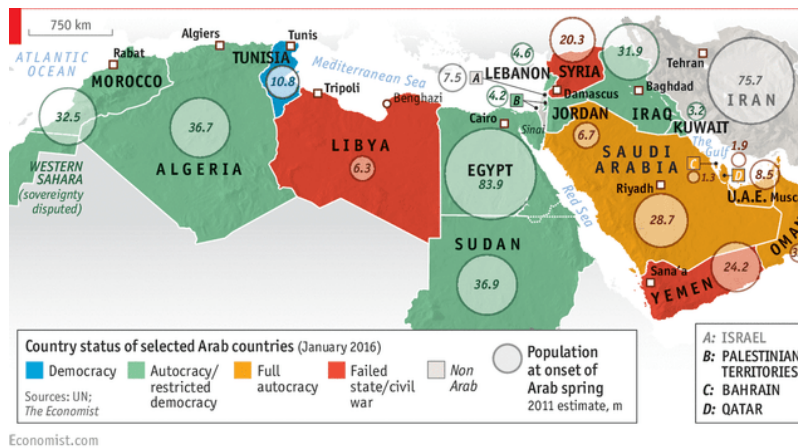 750 km
ATLANTIC
OCEAN
Rabat
MOROCCO
32.5
WESTERN
SAHARA
(sovereignty
disputed)
Algiers
36.7
ALGERIA
Tunis
TUNISIA
10.8
Mediterranean Sea
Tripoli
Benghazi
LIBYA
6.3
Cairo
Sinai
EGYPT
83.9
SUDAN
36.9
Red Sea
4.6
LEBANON
7.5
A
4.2
B
20.3
SYRIA
Damascus
JORDAN
6.7
31.9
Baghdad
IRAQ
Tehran
75.7
IRAN
3.2
KUWAIT
The
Gulf
SAUDI
ARABIA
Riyadh
28.7
C
1.3
1.9
D
8.5
U.A.E.
Musc
OMAN
3
Sana'a
YEMEN
24.2
Country status of selected Arab countries (January 2016)
Democracy
Autocracy/
restricted
democracy
Full
autocracy
Failed
state/civil
war
Non
Arab
Population
at onset of
Arab spring
2011 estimate, m
Sources: UN;
The Economist
A: ISRAEL
B: PALESTINIAN
TERRITORIES
C: BAHRAIN
D: QATAR
Economist.com